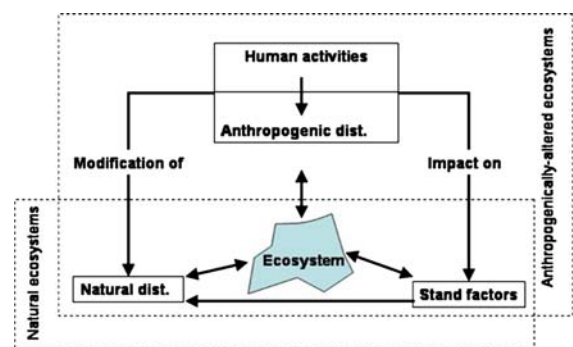 Human activities
Anthropogenic dist.
Modification of
Impact on
Ecosystem
Natural dist.
Stand factors
Natural ecosystems
Anthropogenically-altered ecosystems